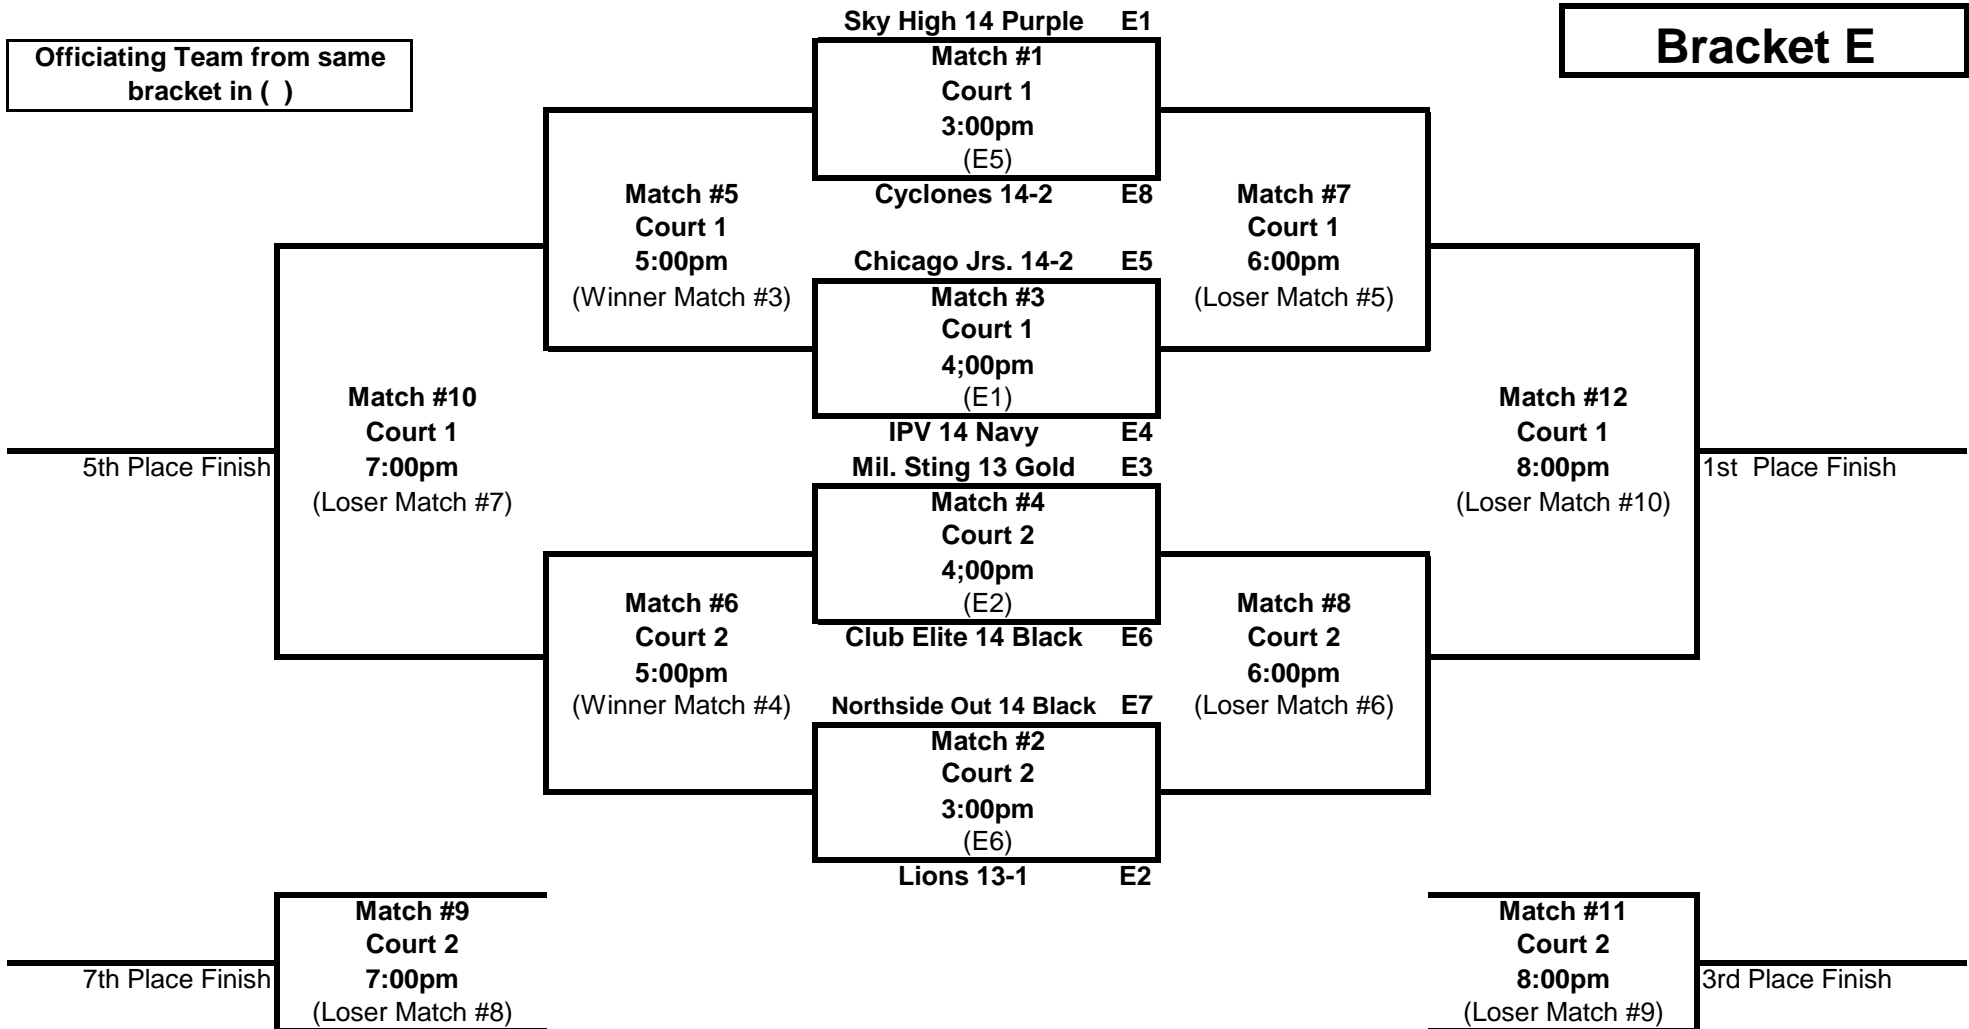 Sky High 14 Purple E1
Bracket E
Officiating Team from same
bracket in ( )
Match #1
Court 1
3:00pm
(E5)
Cyclones 14-2 E8
Match #5
Court 1
5:00pm
(Winner Match #3)
Match #7
Court 1
6:00pm
(Loser Match #5)
Chicago Jrs. 14-2 E5
Match #3
Court 1
4;00pm
(E1)
IPV 14 Navy E4
Match #10
Court 1
7:00pm
(Loser Match #7)
5th Place Finish
Match #12
Court 1
8:00pm
(Loser Match #10)
1st Place Finish
Mil. Sting 13 Gold E3
Match #4
Court 2
4;00pm
(E2)
Club Elite 14 Black E6
Match #6
Court 2
5:00pm
(Winner Match #4)
Match #8
Court 2
6:00pm
(Loser Match #6)
Northside Out 14 Black E7
Match #2
Court 2
3:00pm
(E6)
Lions 13-1 E2
Match #9
Court 2
7:00pm
(Loser Match #8)
7th Place Finish
Match #11
Court 2
8:00pm
(Loser Match #9)
3rd Place Finish